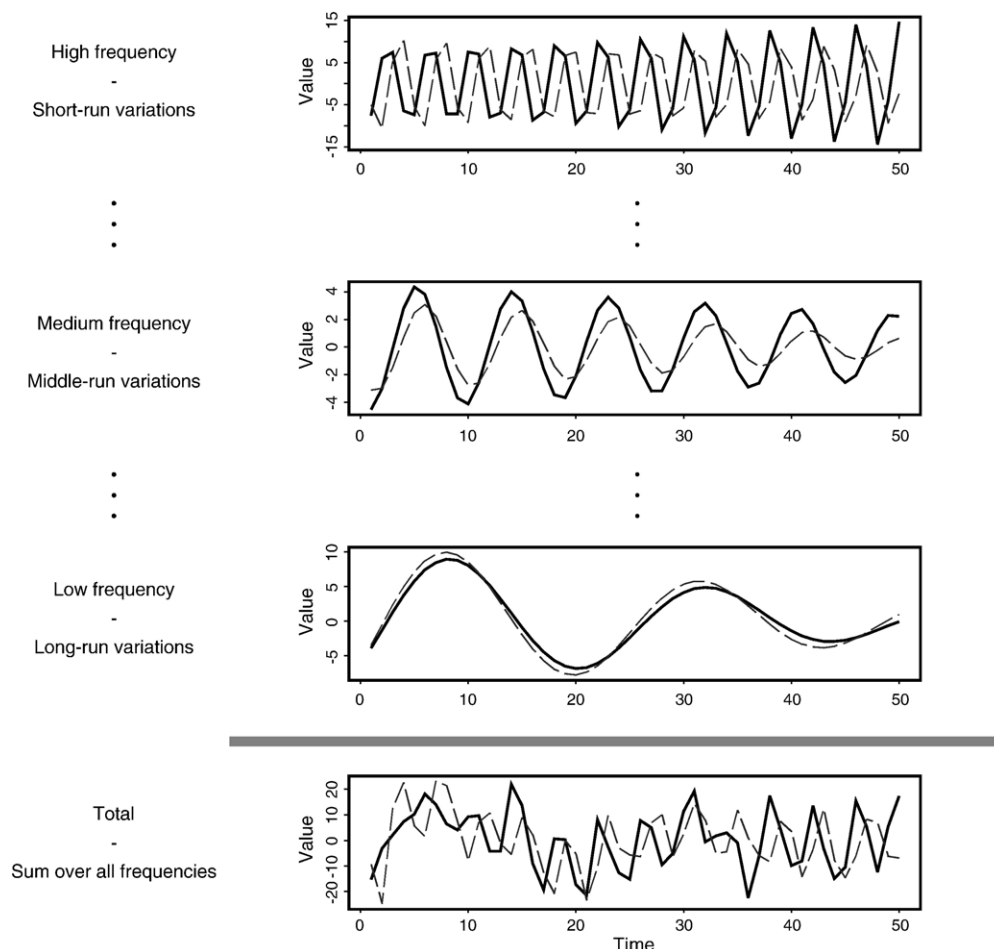 High frequency
-
Short-run variations
Value
15
5
-5
-15
0 10 20 30 40 50
Medium frequency
-
Middle-run variations
Value
4
2
0
-2
-4
0 10 20 30 40 50
Low frequency
-
Long-run variations
Value
10
5
0
-5
0 10 20 30 40 50
Total
-
Sum over all frequencies
Value
20
10
0
-10
-20
0 10 20 30 40 50
Time